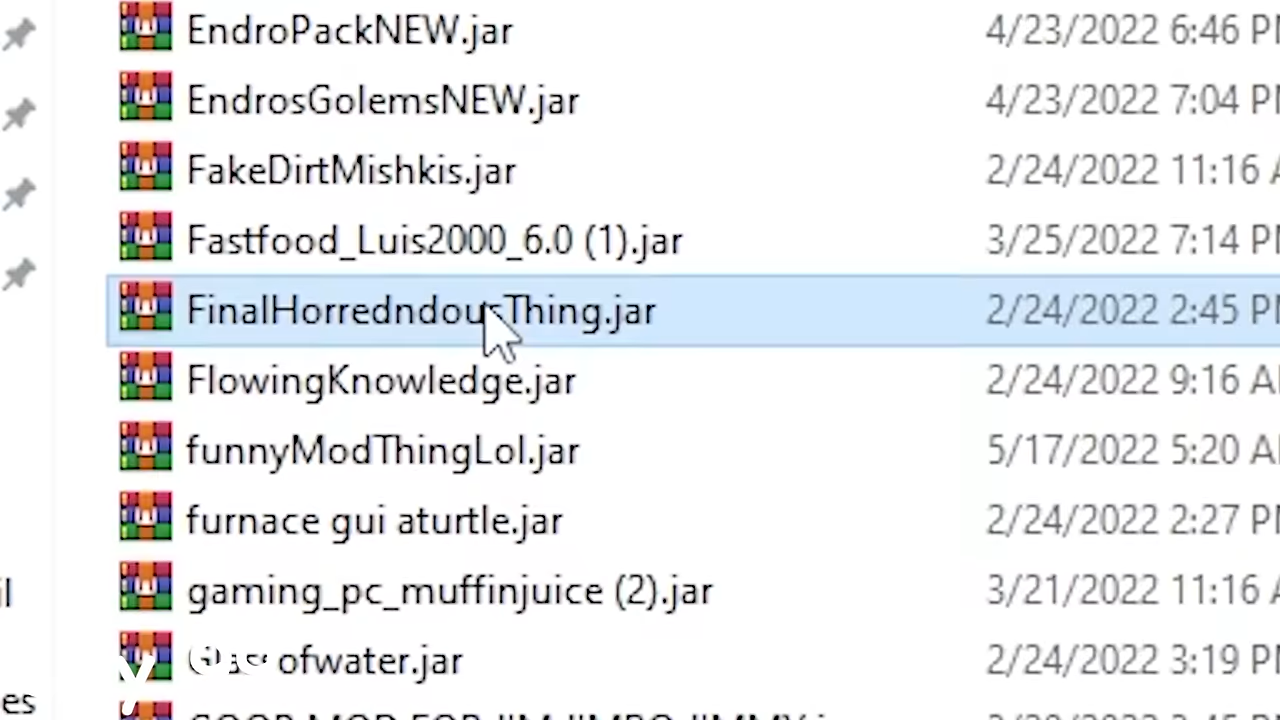 EndroPackNEW.jar 4/23/2022 6:46 P
EndrosGolemsNEW.jar 4/23/2022 7:04 P
FakeDirtMishkis.jar 2/24/2022 11:16 A
Fastfood_Luis2000_6.0 (1).jar 3/25/2022 7:14 P
FinalHorredndousThing.jar 2/24/2022 2:45 P
FlowingKnowledge.jar 2/24/2022 9:16 A
funnyModThingLol.jar 5/17/2022 5:20 A
furnace gui aturtle.jar 2/24/2022 2:27 P
gaming_pc_muffinjuice (2).jar 3/21/2022 11:16 A
il
ofwater.jar 2/24/2022 3:19 P
es